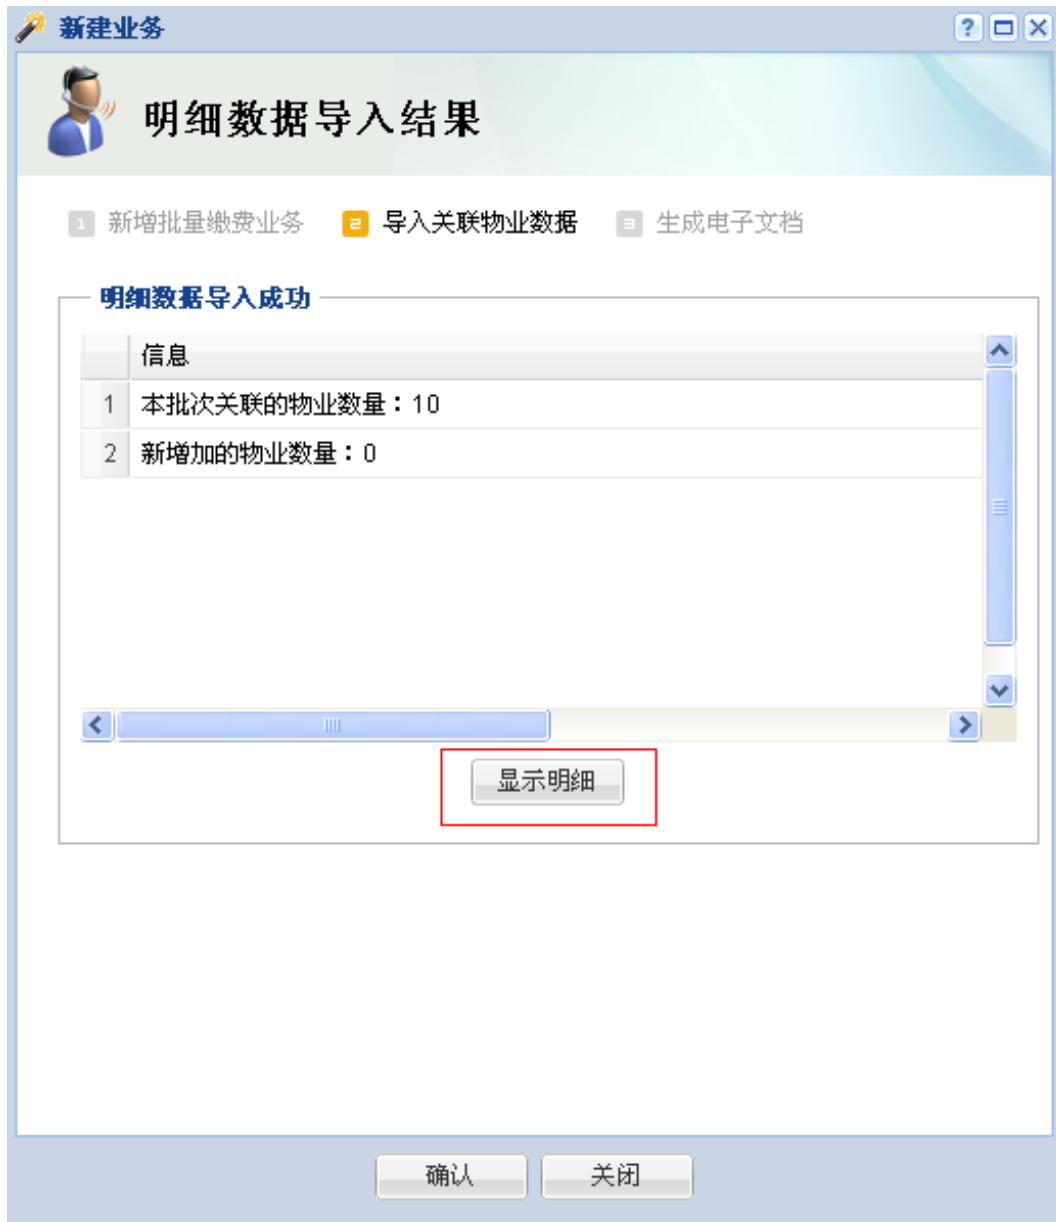 新建业务
明细数据导入结果
1 新增批量缴费业务 2 导入关联物业数据 3 生成电子文档
明细数据导入成功
信息
1 本批次关联的物业数量：10
2 新增加的物业数量：0
显示明细
确认 关闭